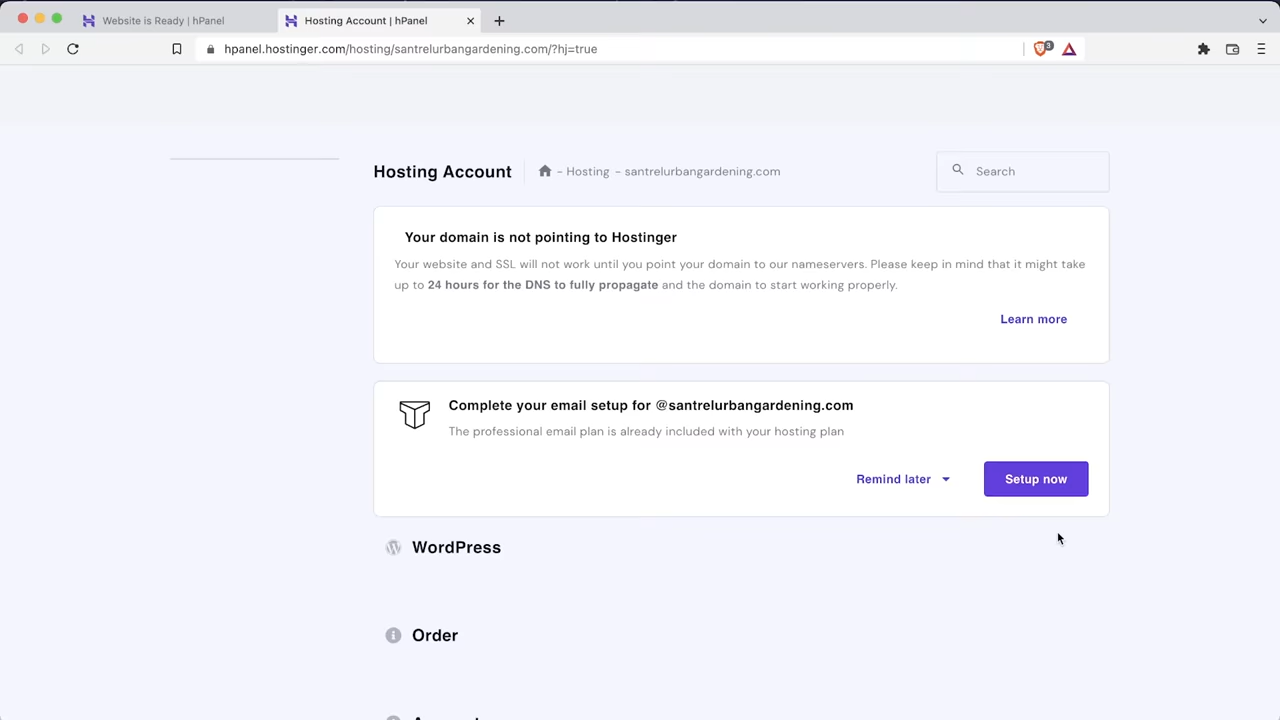 Website is Ready | hPanel
Hosting Account | hPanel
hpanel.hostinger.com/hosting/santrelurbangardening.com/?hj=true
3
Hosting Account
- Hosting - santrelurbangardening.com
Search
Your domain is not pointing to Hostinger
Your website and SSL will not work until you point your domain to our nameservers. Please keep in mind that it might take
up to 24 hours for the DNS to fully propagate and the domain to start working properly.
Learn more
Complete your email setup for @santrelurbangardening.com
The professional email plan is already included with your hosting plan
Remind later
Setup now
WordPress
Order